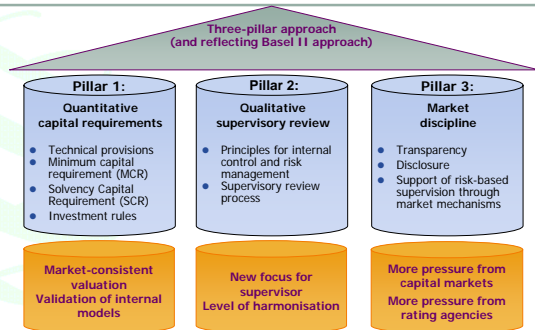 Three-pillar approach
(and reflecting Basel II approach)
Pillar 1:
Quantitative
capital requirements
Technical provisions
Minimum capital
requirement (MCR)
Solvency Capital
Requirement (SCR)
Investment rules
Market-consistent
valuation
Validation of internal
models
Pillar 2:
Qualitative
supervisory review
Principles for internal
control and risk
management
Supervisory review
process
New focus for
supervisor
Level of harmonisation
Pillar 3:
Market
discipline
Transparency
Disclosure
Support of risk-based
supervision through
market mechanisms
More pressure from
capital markets
More pressure from
rating agencies